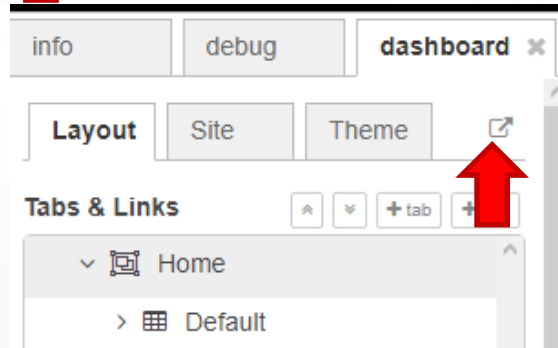 info debug dashboard
Layout Site Theme
Tabs & Links + tab +
Home
Default